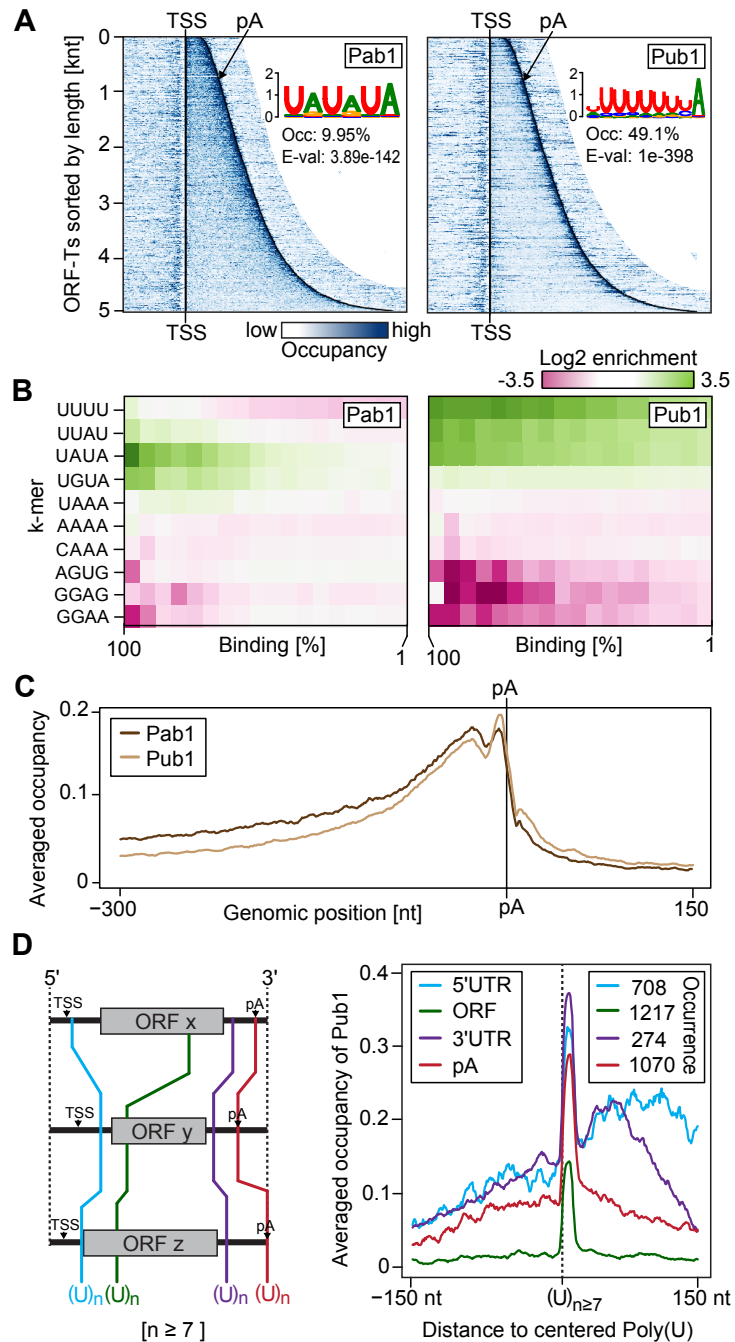 A
TSS
pA
TSS
pA
ORF-Ts sorted by length [knt]
0
1
2
3
4
5
Pab1
2
1
0
UAUAUA
Occ: 9.95%
E-val: 3.89e-142
Pub1
2
1
0
UUUUUUUUA
Occ: 49.1%
E-val: 1e-398
TSS
TSS
low high
Occupancy
B
Log2 enrichment
-3.5 3.5
k-mer
UUUU
UUAU
UAUA
UGUA
UAAA
AAAA
CAAA
AGUG
GGAG
GGAA
Pab1
Pub1
100 Binding [%] 1
100 Binding [%] 1
C
pA
Averaged occupancy
0.2
0.1
0
Pab1
Pub1
−300 Genomic position [nt] pA 150
D
5' 3'
TSS ORF x pA
TSS ORF y pA
TSS ORF z pA
(U)n (U)n (U)n (U)n
[n ≥ 7 ]
Averaged occupancy of Pub1
0.4
0.3
0.2
0.1
0
5'UTR
ORF
3'UTR
pA
708
1217
274
1070
Occurrence
−150 nt (U)n≥7 150 nt
Distance to centered Poly(U)